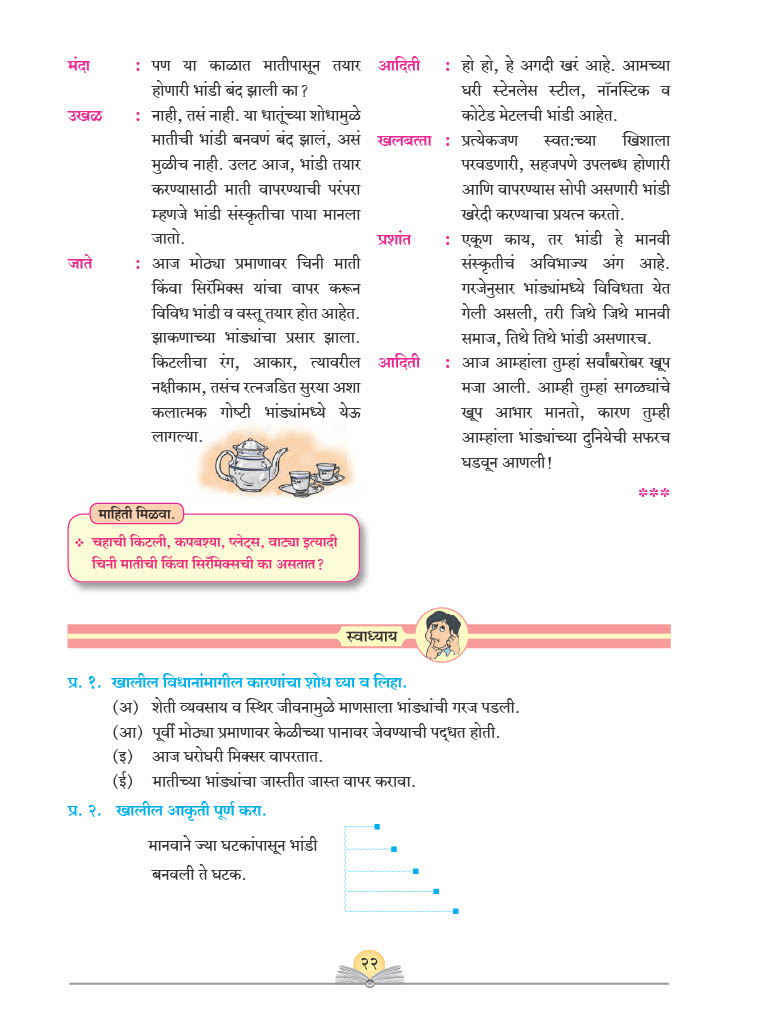 मंदा : पण या काळात मातीपासून तयार
होणारी भांडी बंद झाली का?
उखळ : नाही, तसं नाही. या धातूंच्या शोधामुळे
मातीची भांडी बनवणं बंद झालं, असं
मुळीच नाही. उलट आज, भांडी तयार
करण्यासाठी माती वापरण्याची परंपरा
म्हणजे भांडी संस्कृतीचा पाया मानला
जातो.
जाते : आज मोठ्या प्रमाणावर चिनी माती
किंवा सिरॅमिक्स यांचा वापर करून
विविध भांडी व वस्तू तयार होत आहेत.
झाकणाच्या भांड्यांचा प्रसार झाला.
किटलीचा रंग, आकार, त्यावरील
नक्षीकाम, तसंच रत्नजडित सुरया अशा
कलात्मक गोष्टी भांड्यांमध्ये येऊ
लागल्या.
माहिती मिळवा.
❖ चहाची किटली, कपबश्या, प्लेट्स, वाट्या इत्यादी
चिनी मातीची किंवा सिरॅमिक्सची का असतात?
आदिती : हो हो, हे अगदी खरं आहे. आमच्या
घरी स्टेनलेस स्टील, नॉनस्टिक व
कोटेड मेटलची भांडी आहेत.
खलबत्ता : प्रत्येकजण स्वत:च्या खिशाला
परवडणारी, सहजपणे उपलब्ध होणारी
आणि वापरण्यास सोपी असणारी भांडी
खरेदी करण्याचा प्रयत्न करतो.
प्रशांत : एकूण काय, तर भांडी हे मानवी
संस्कृतीचं अविभाज्य अंग आहे.
गरजेनुसार भांड्यांमध्ये विविधता येत
गेली असली, तरी जिथे जिथे मानवी
समाज, तिथे तिथे भांडी असणारच.
आदिती : आज आम्हांला तुम्हां सर्वांबरोबर खूप
मजा आली. आम्ही तुम्हां सगळ्यांचे
खूप आभार मानतो, कारण तुम्ही
आम्हांला भांड्यांच्या दुनियेची सफरच
घडवून आणली!
***
स्वाध्याय
प्र. १. खालील विधानांमागील कारणांचा शोध घ्या व लिहा.
(अ) शेती व्यवसाय व स्थिर जीवनामुळे माणसाला भांड्यांची गरज पडली.
(आ) पूर्वी मोठ्या प्रमाणावर केळीच्या पानावर जेवण्याची पद्धत होती.
(इ) आज घरोघरी मिक्सर वापरतात.
(ई) मातीच्या भांड्यांचा जास्तीत जास्त वापर करावा.
प्र. २. खालील आकृती पूर्ण करा.
मानवाने ज्या घटकांपासून भांडी
बनवली ते घटक.
२२